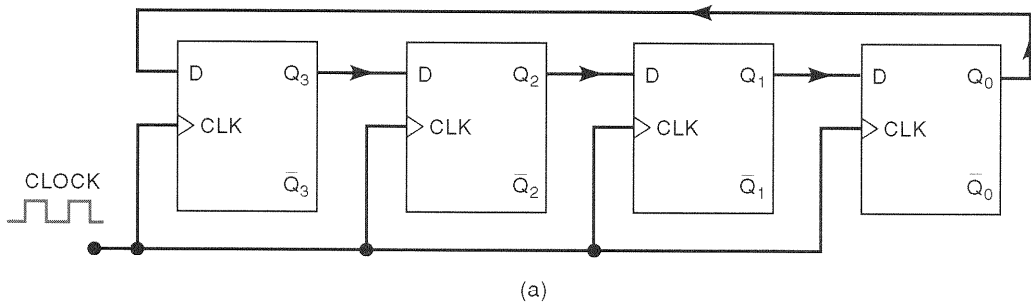 D Q₃ D Q₂ D Q₁ D Q₀
CLK CLK CLK CLK
Q̄₃ Q̄₂ Q̄₁ Q̄₀
CLOCK
(a)